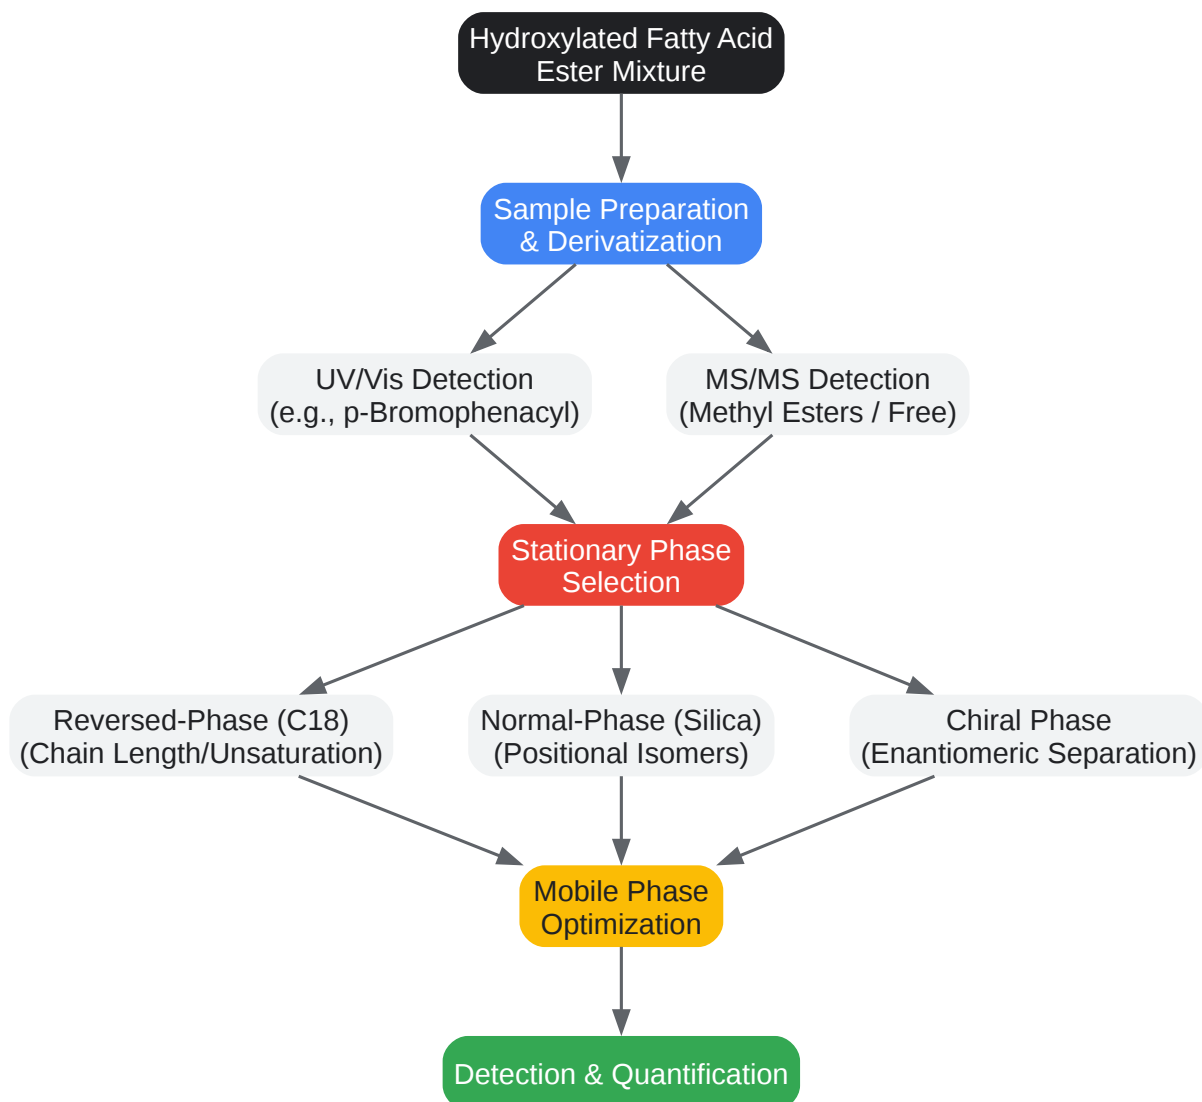 Hydroxylated Fatty Acid
Ester Mixture
Sample Preparation
& Derivatization
UV/Vis Detection
(e.g., p-Bromophenacyl)
MS/MS Detection
(Methyl Esters / Free)
Stationary Phase
Selection
Reversed-Phase (C18)
(Chain Length/Unsaturation)
Normal-Phase (Silica)
(Positional Isomers)
Chiral Phase
(Enantiomeric Separation)
Mobile Phase
Optimization
Detection & Quantification